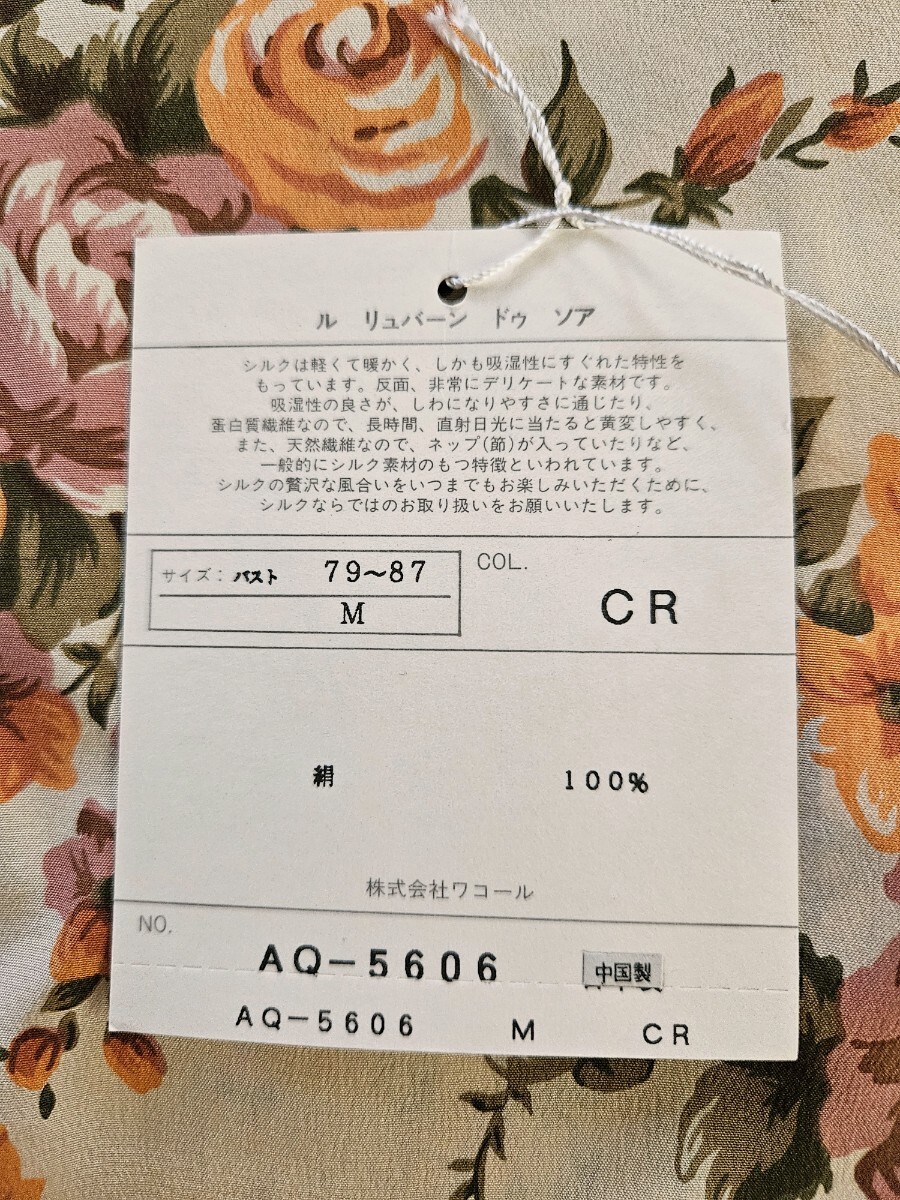 ル リュバーン ドゥ ソア
シルクは軽くて暖かく、しかも吸湿性にすぐれた特性を
もっています。反面、非常にデリケートな素材です。
吸湿性の良さが、しわになりやすさに通じたり、
蛋白質繊維なので、長時間、直射日光に当たると黄変しやすく、
また、天然繊維なので、ネップ(節)が入っていたりなど、
一般的にシルク素材のもつ特徴といわれています。
シルクの贅沢な風合いをいつまでもお楽しみいただくために、
シルクならではのお取り扱いをお願いいたします。
サイズ: バスト 79~87
M
COL.
CR
絹 100%
株式会社ワコール
NO.
AQ-5606 中国製
AQ-5606 M CR